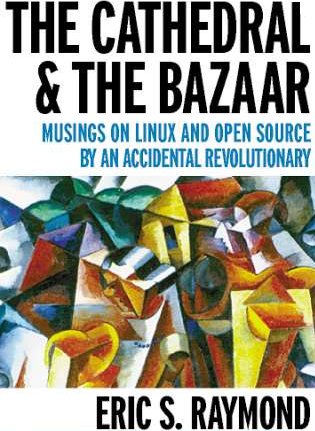 THE CATHEDRAL
& THE BAZAAR
MUSINGS ON LINUX AND OPEN SOURCE
BY AN ACCIDENTAL REVOLUTIONARY
ERIC S. RAYMOND